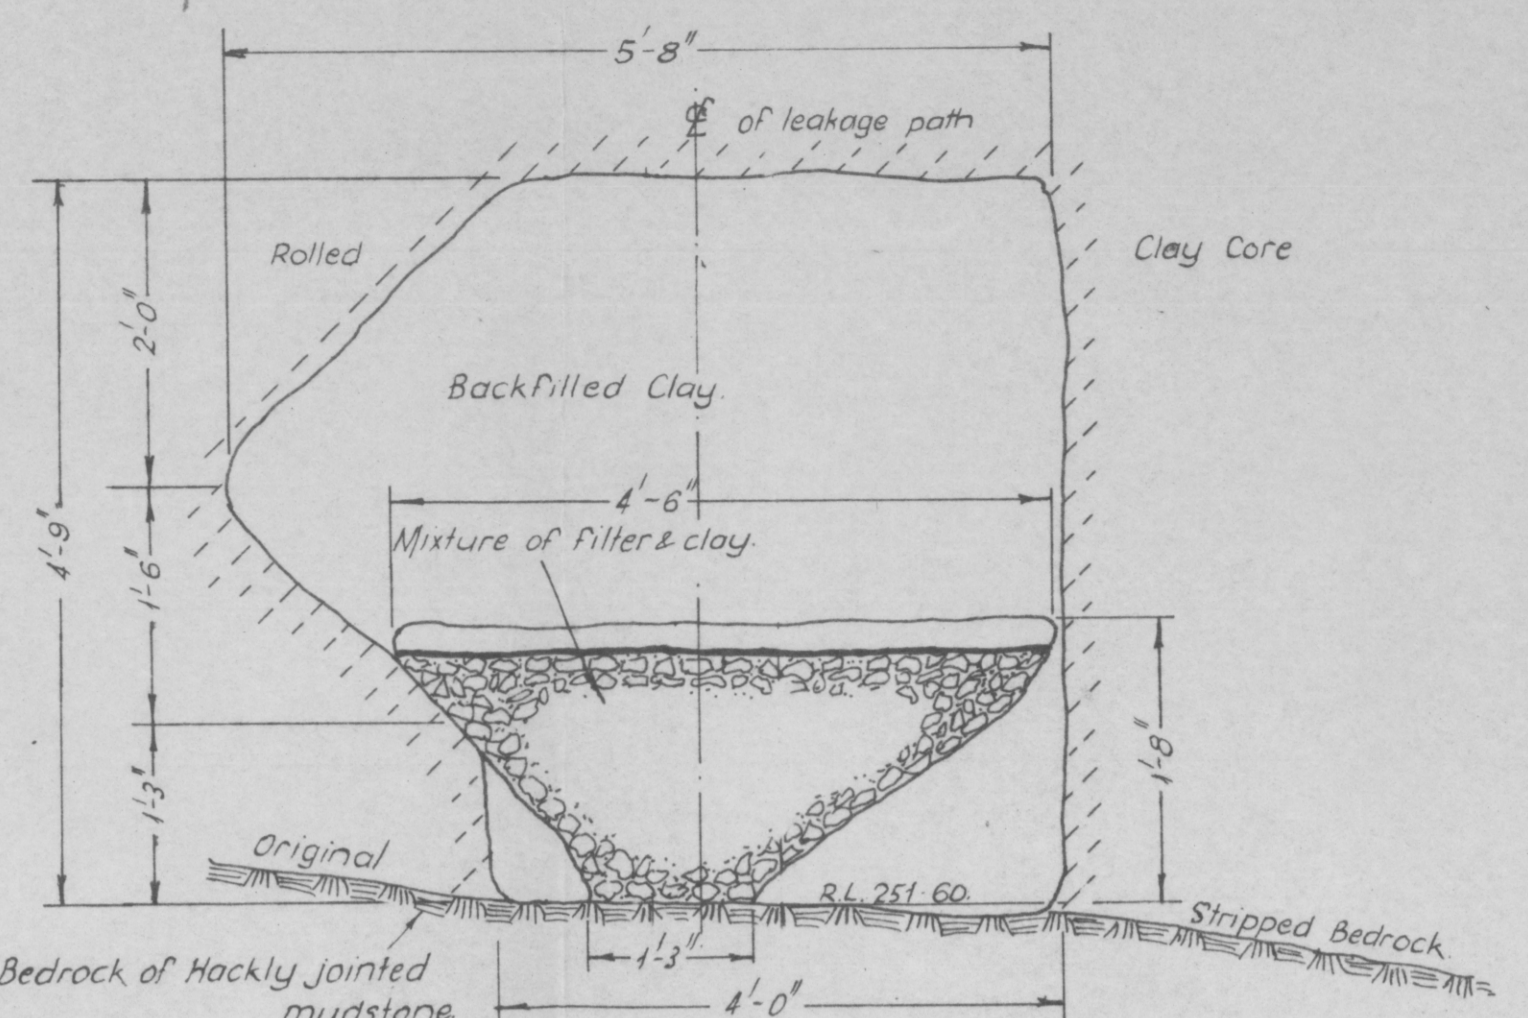 5'-8"
℄ of leakage path
Rolled
Clay Core
2'-0"
Backfilled Clay.
4'-6"
Mixture of filter & clay.
4'-9"
1'-6"
1'-8"
1'-3"
Original
R.L. 251·60.
Stripped Bedrock.
1'-3"
Bedrock of Hackly jointed
mudstone
4'-0"